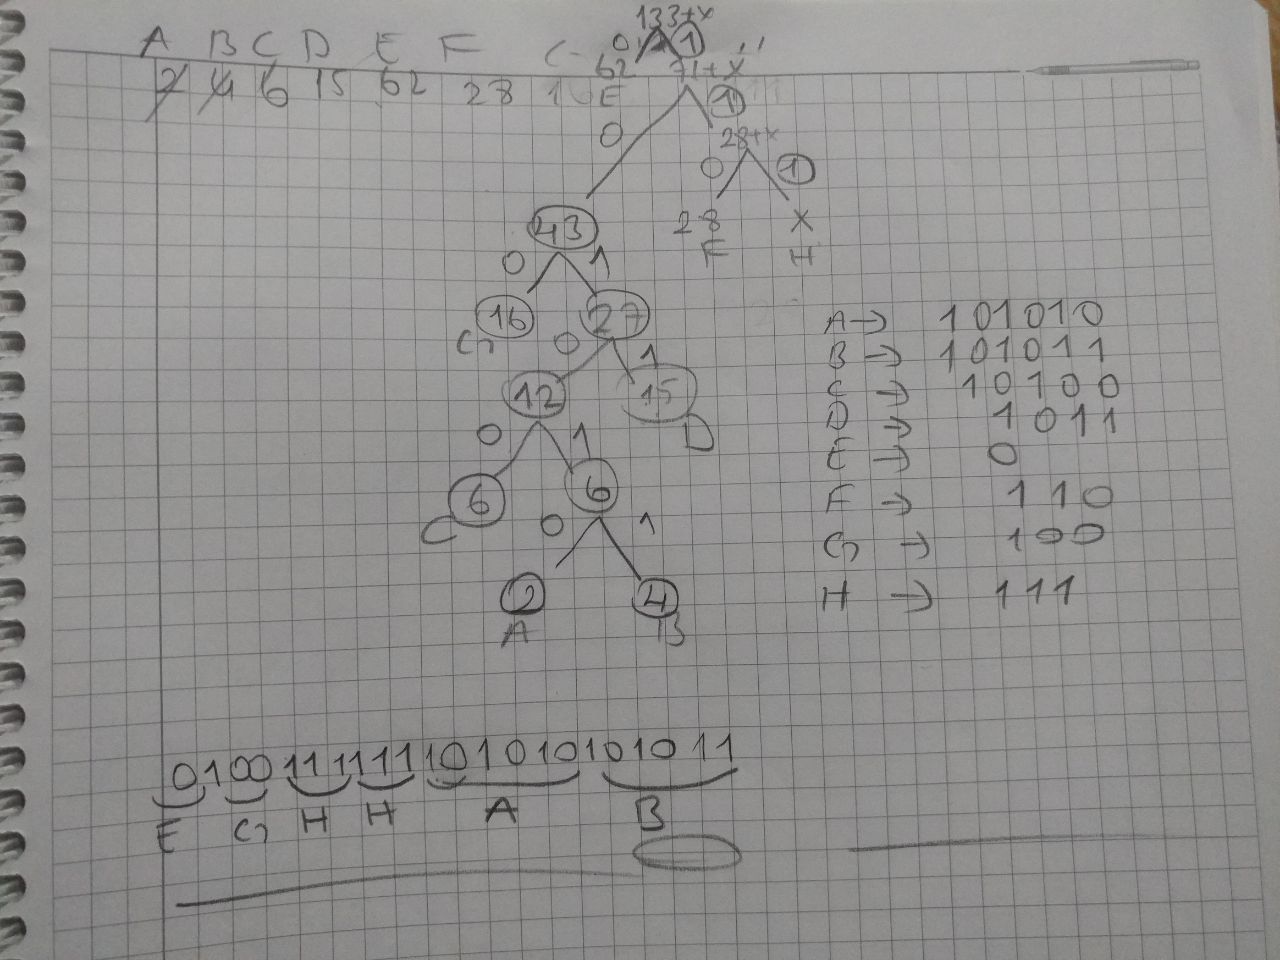 133+x
A B C D E F G 0 1
2 4 6 15 62 28 16 62 71+x
E 1
0 28+x
0 1
43 28 x
0 1 F H
16 27
G 0 1
12 15
0 1 D
6 6
C 0 1
2 4
A B
A → 101010
B → 101011
C → 10100
D → 1011
E → 0
F → 110
G → 100
H → 111
0100111111101010101011
E G H H A B